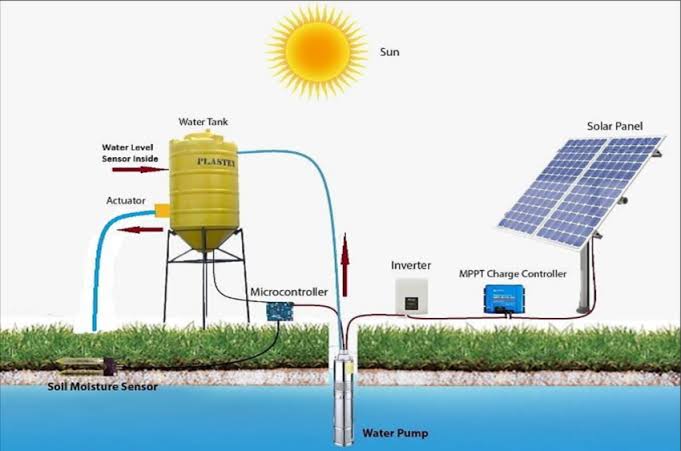 Sun
Water Tank
Solar Panel
Water Level
Sensor Inside
PLASTEX
Actuator
Inverter
MPPT Charge Controller
Microcontroller
Soil Moisture Sensor
Water Pump